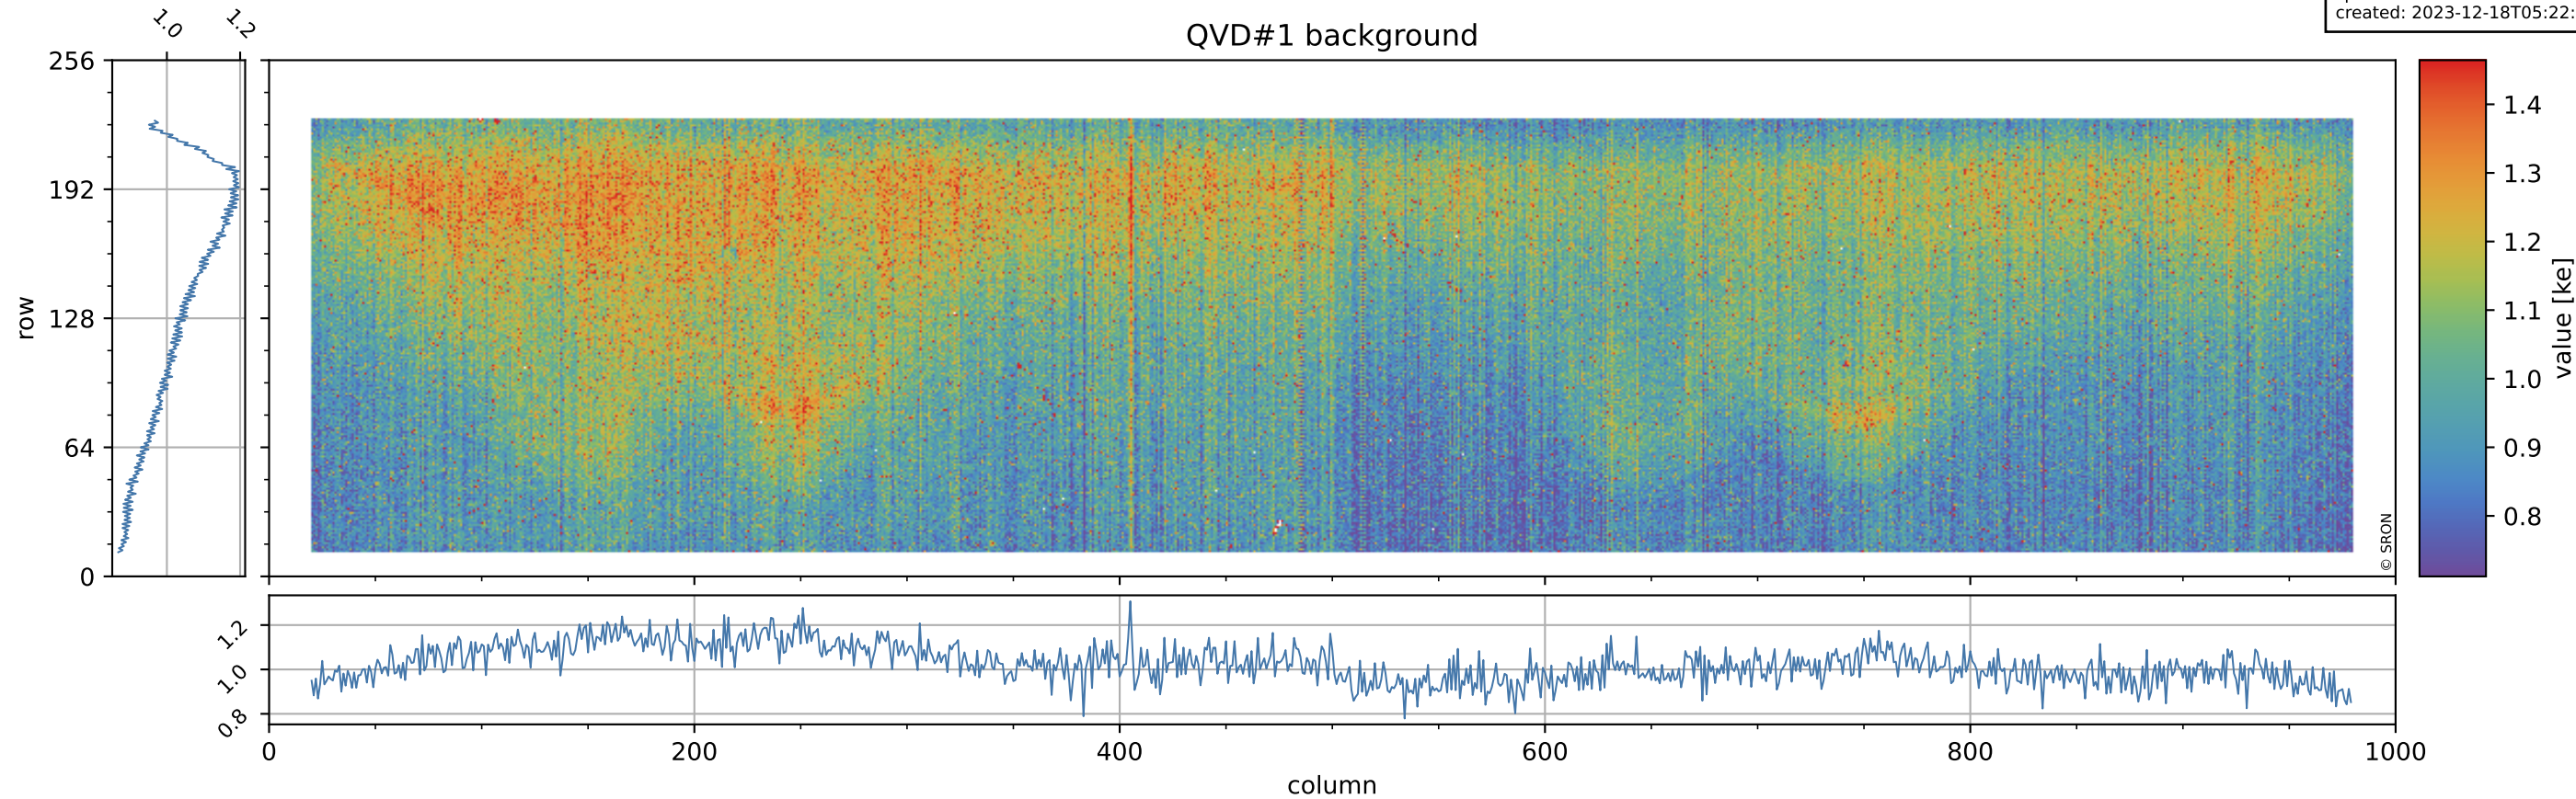 created: 2023-12-18T05:22:
QVD#1 background
1.0 1.2
256
192
128
64
0
row
1.4
1.3
1.2
1.1
1.0
0.9
0.8
value [ke]
© SRON
1.2
1.0
0.8
0 200 400 600 800 1000
column